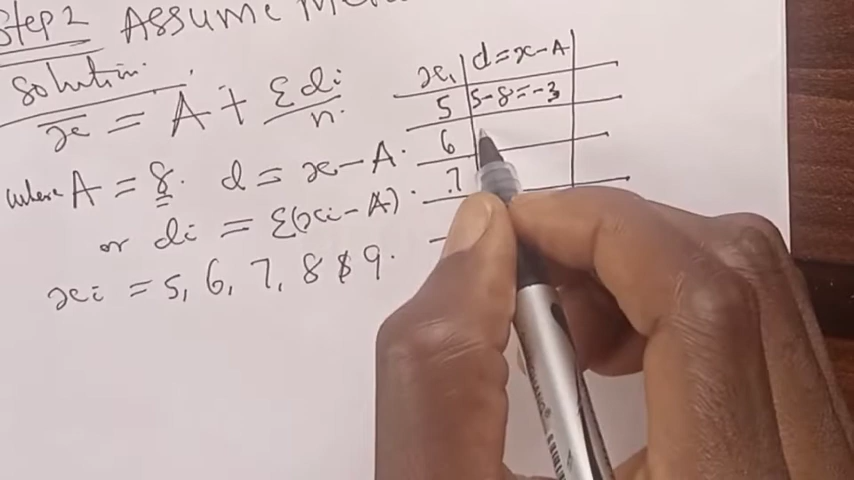 Step 2 Assume Me
Solution.
x̄ = A + Σdi/n.
where A = 8. d = x - A.
or di = Σ(xi - A).
xi = 5, 6, 7, 8 & 9.
xi d = x - A
5 5 - 8 = -3
6
7